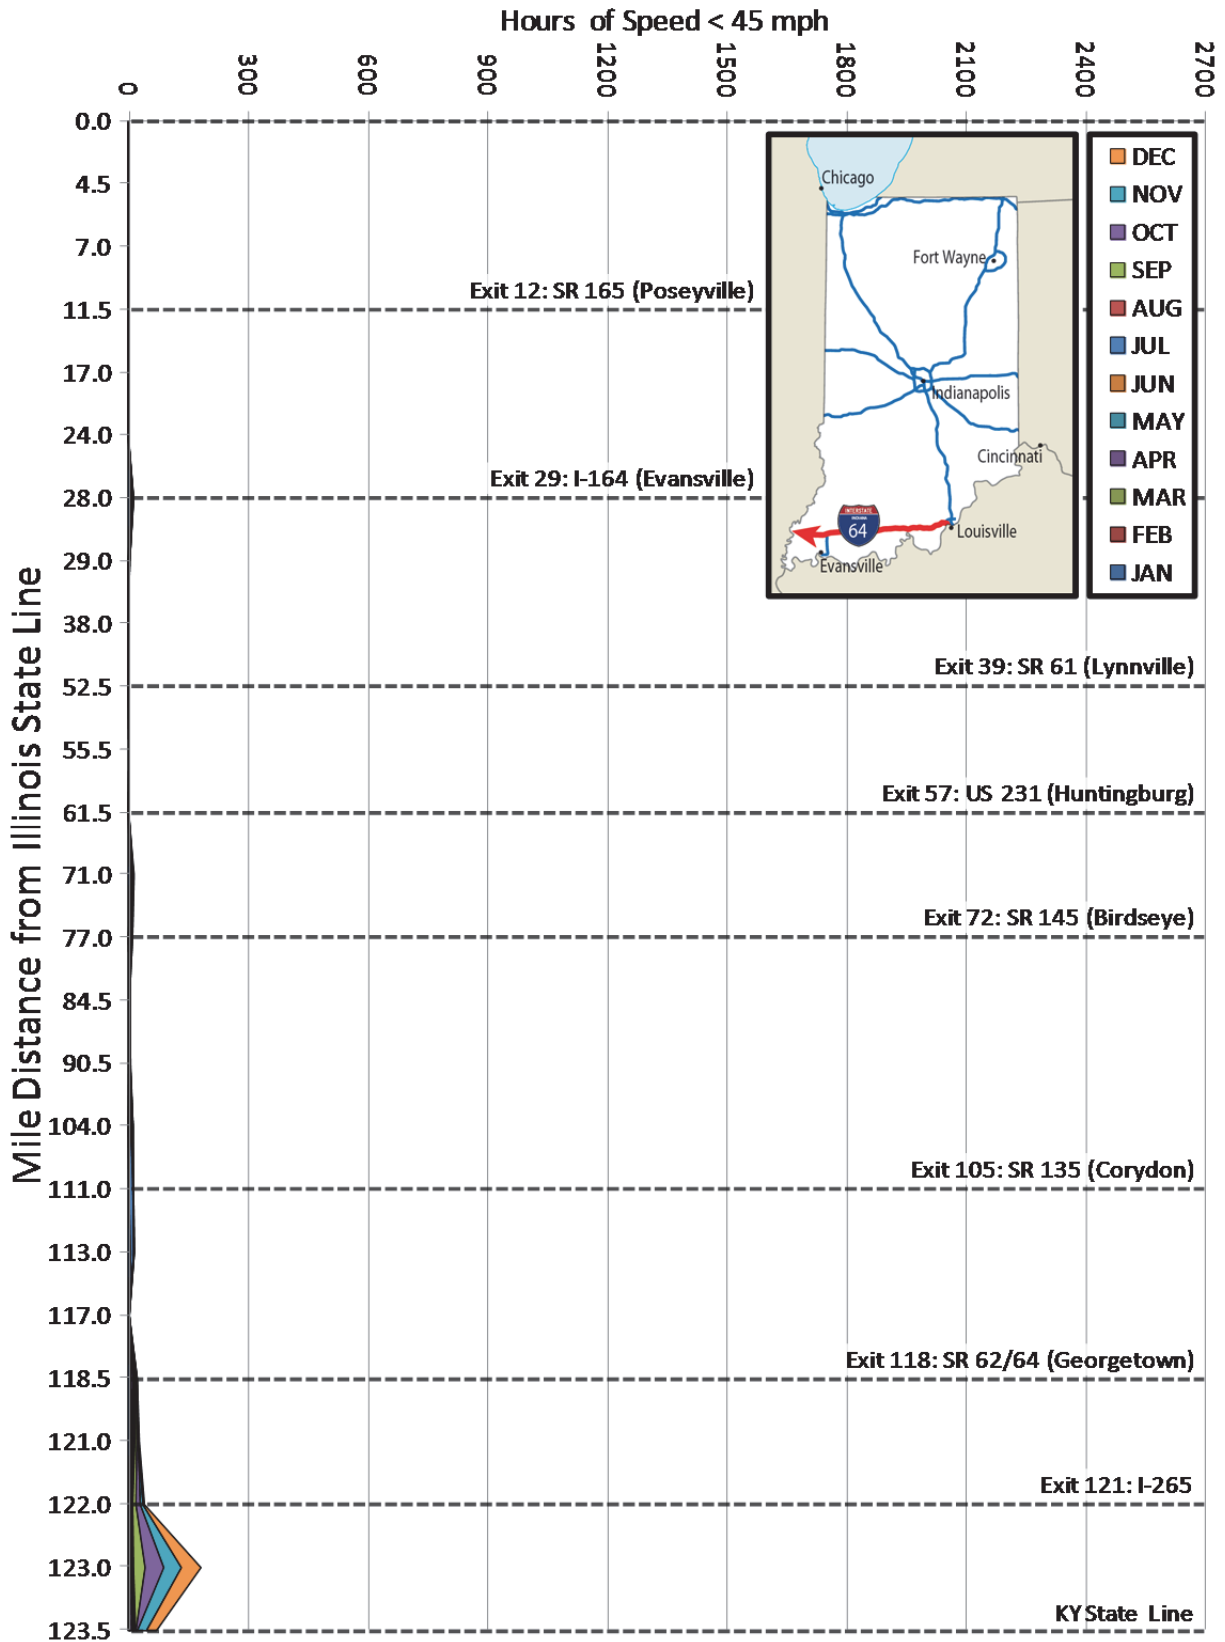 Hours of Speed < 45 mph
0
300
600
900
1200
1500
1800
2100
2400
2700
Mile Distance from Illinois State Line
0.0
4.5
7.0
11.5
17.0
24.0
28.0
29.0
38.0
52.5
55.5
61.5
71.0
77.0
84.5
90.5
104.0
111.0
113.0
117.0
118.5
121.0
122.0
123.0
123.5
Exit 12: SR 165 (Poseyville)
Exit 29: I-164 (Evansville)
Exit 39: SR 61 (Lynnville)
Exit 57: US 231 (Huntingburg)
Exit 72: SR 145 (Birdseye)
Exit 105: SR 135 (Corydon)
Exit 118: SR 62/64 (Georgetown)
Exit 121: I-265
KY State Line
Chicago
Fort Wayne
Indianapolis
Cincinnati
INTERSTATE
INDIANA
64
Louisville
Evansville
DEC
NOV
OCT
SEP
AUG
JUL
JUN
MAY
APR
MAR
FEB
JAN